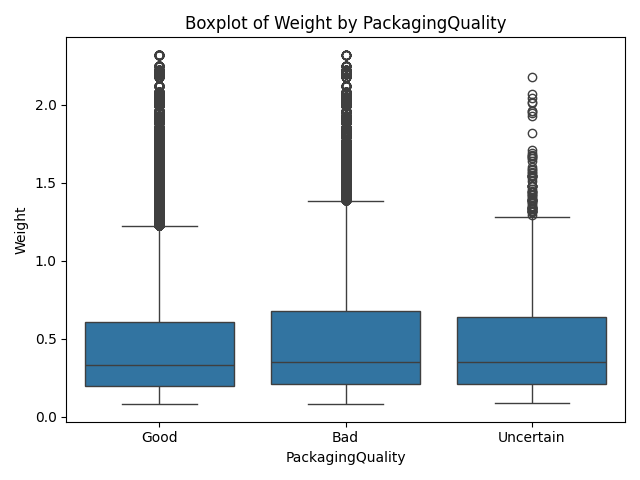 Boxplot of Weight by PackagingQuality
2.0
1.5
1.0
0.5
0.0
Weight
Good Bad Uncertain
PackagingQuality